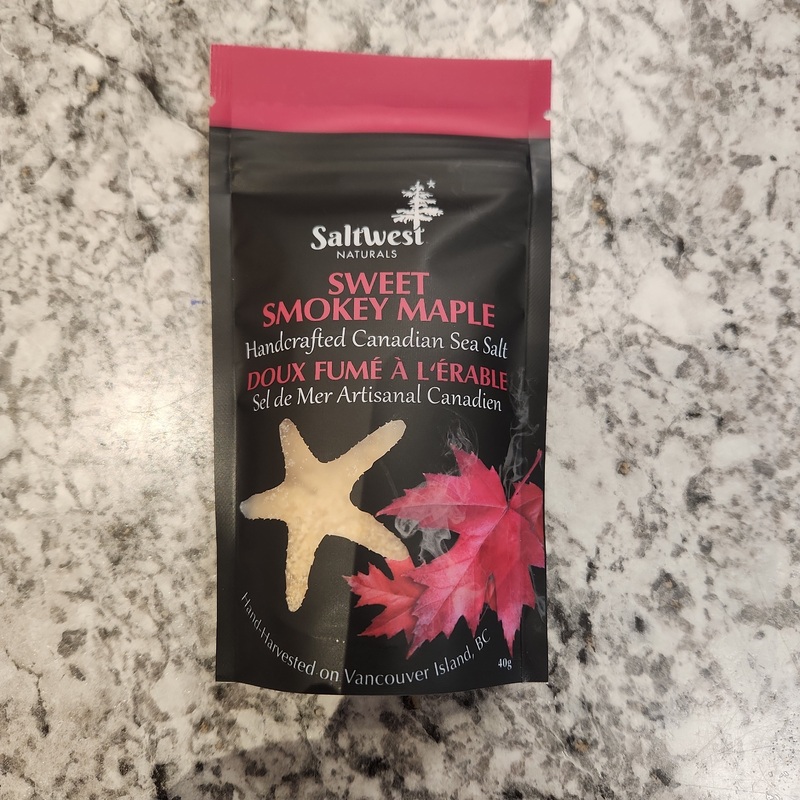 SaltWest
NATURALS
SWEET
SMOKEY MAPLE
Handcrafted Canadian Sea Salt
DOUX FUMÉ À L'ÉRABLE
Sel de Mer Artisanal Canadien
Hand-Harvested on Vancouver Island, BC
40g